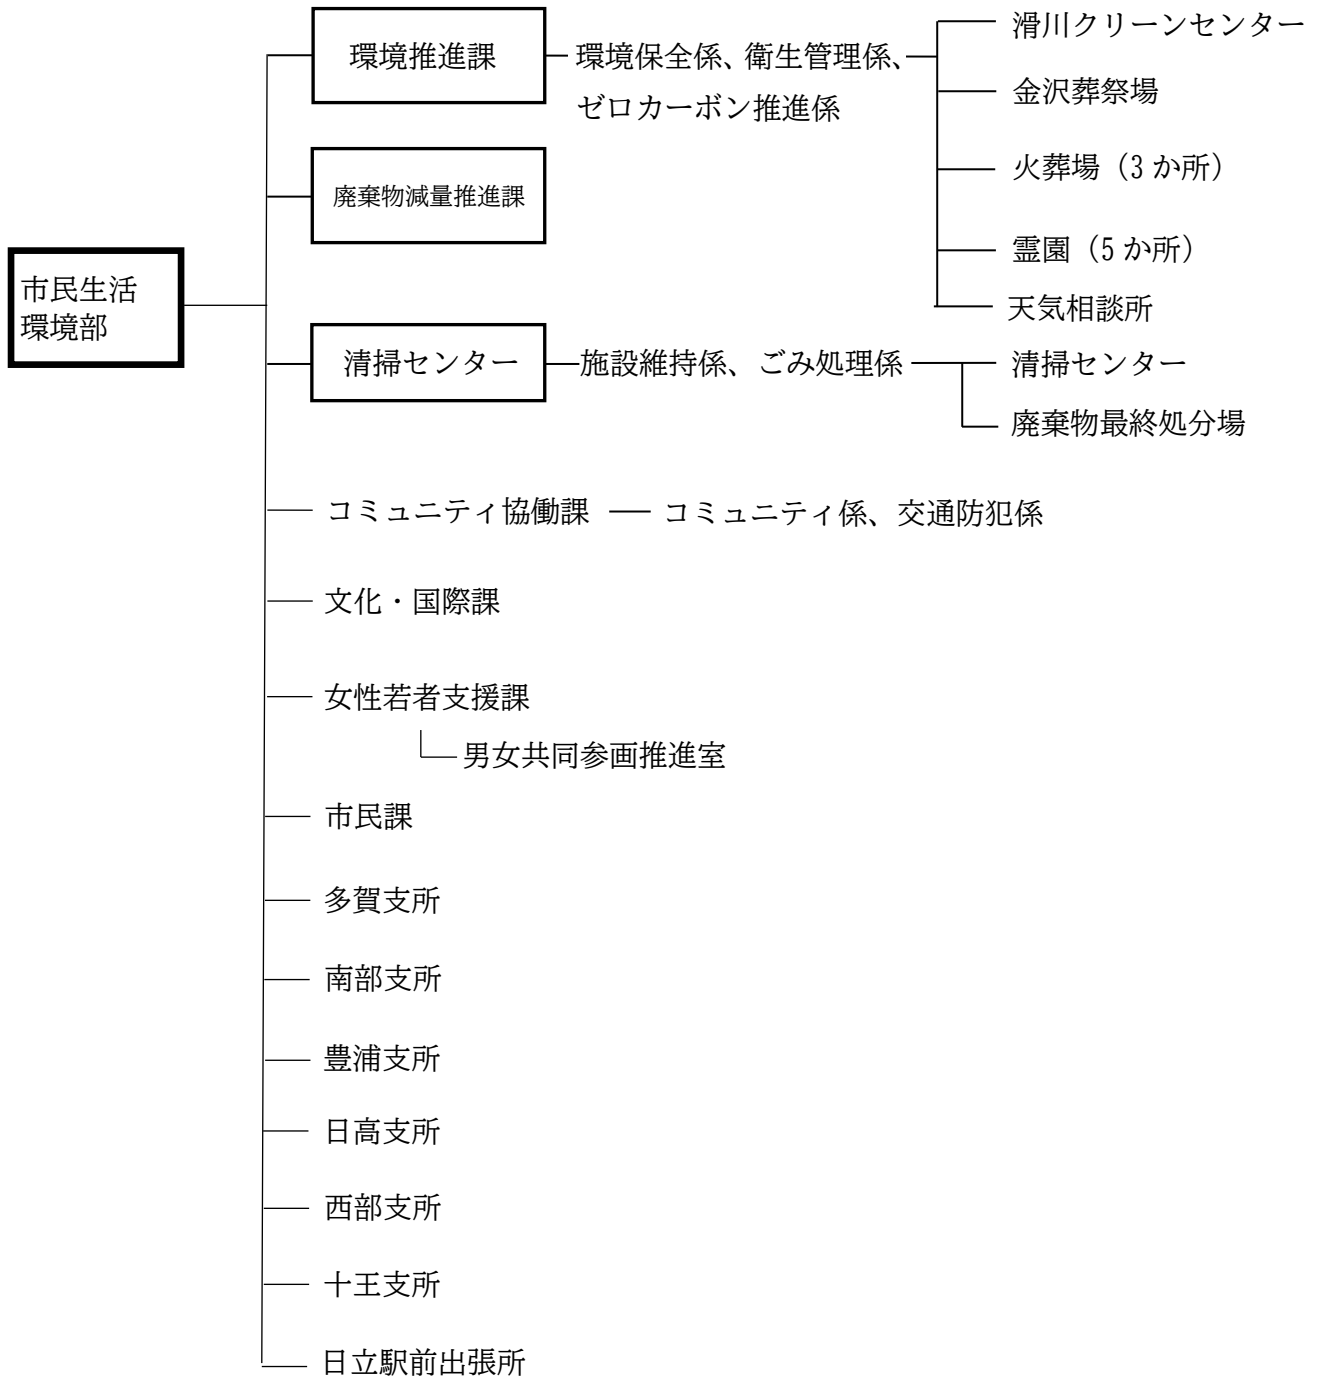 市民生活
環境部
環境推進課
環境保全係、衛生管理係、
ゼロカーボン推進係
滑川クリーンセンター
金沢葬祭場
火葬場（3か所）
霊園（5か所）
天気相談所
廃棄物減量推進課
清掃センター
施設維持係、ごみ処理係
清掃センター
廃棄物最終処分場
コミュニティ協働課
コミュニティ係、交通防犯係
文化・国際課
女性若者支援課
男女共同参画推進室
市民課
多賀支所
南部支所
豊浦支所
日高支所
西部支所
十王支所
日立駅前出張所